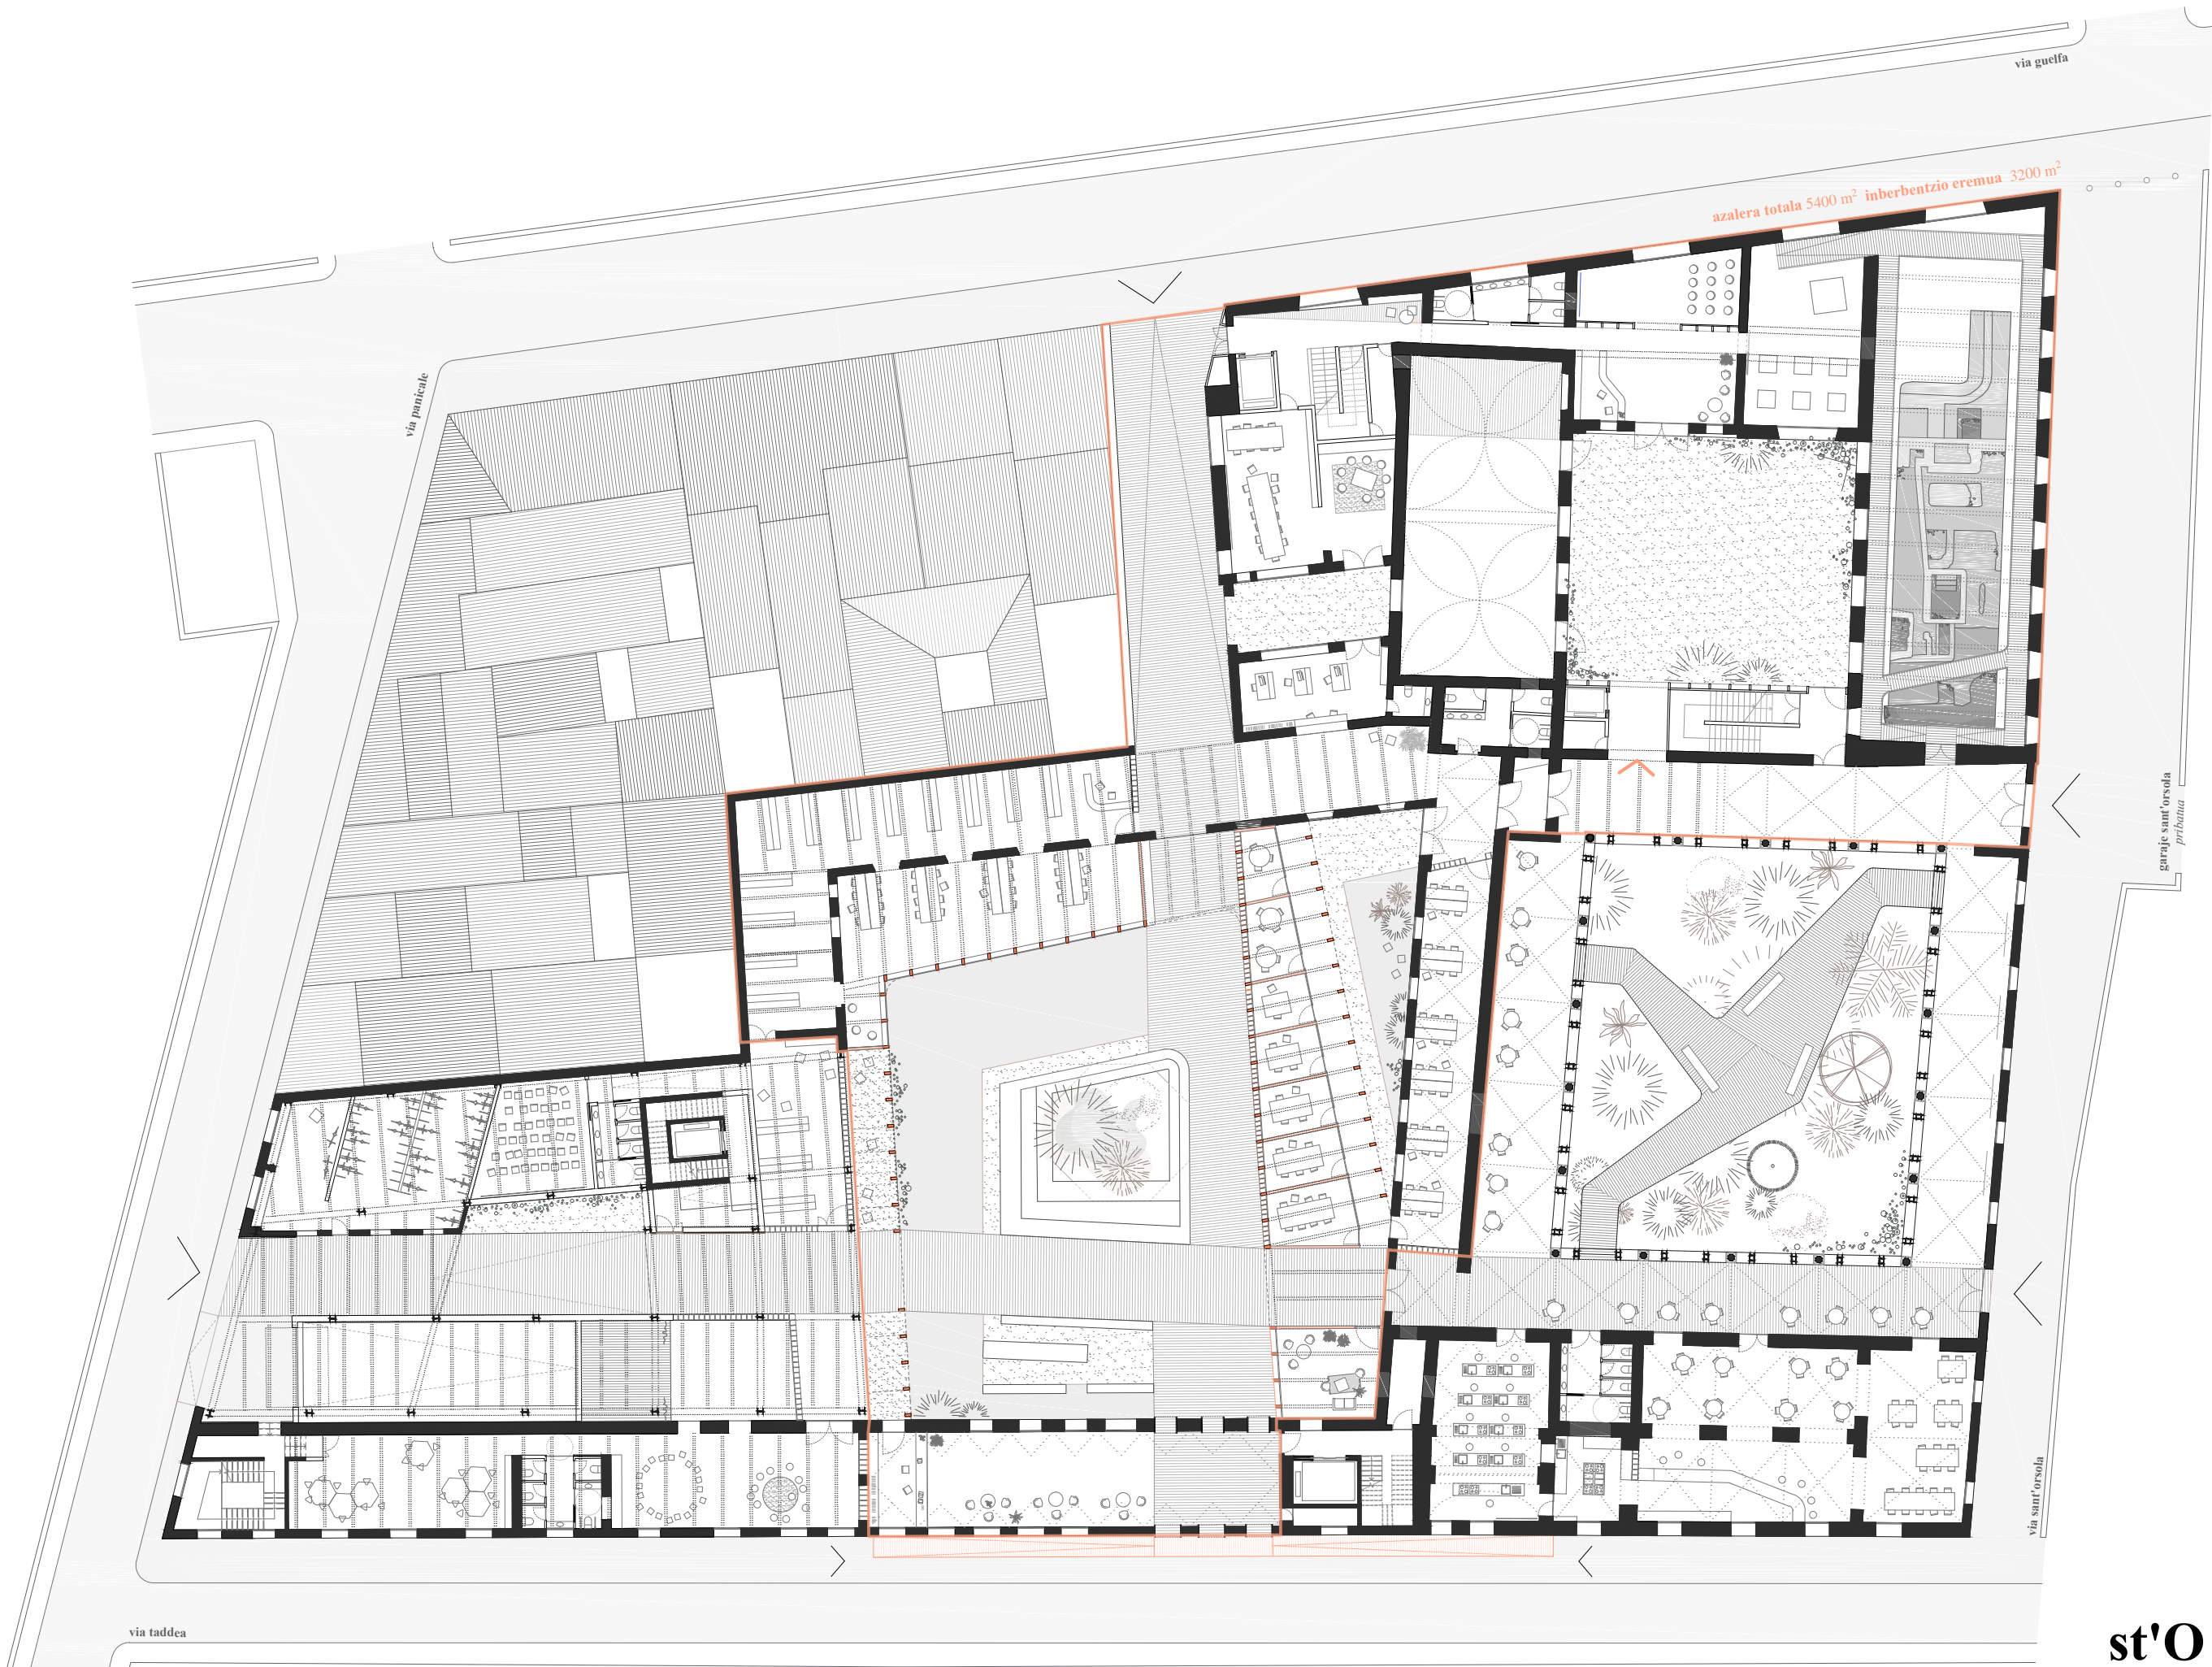 via guelfa
azalera totala 5400 m² inberbentzio eremua 3200 m²
via panicale
garaje sant'orsola
pribatua
via sant'orsola
via taddea
st'O